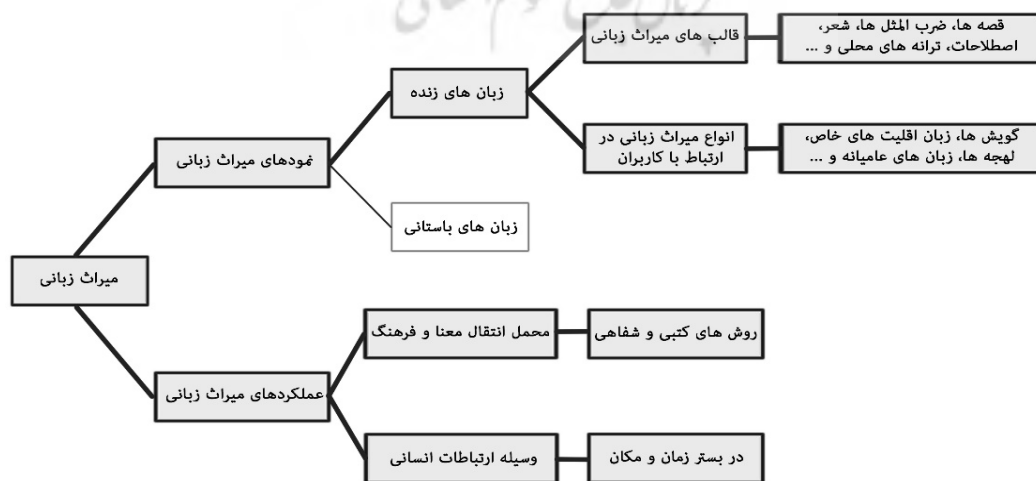 قصه ها، ضرب المثل ها، شعر،
اصطلاحات، ترانه های محلی و ...
قالب های میراث زبانی
زبان های زنده
گویش ها، زبان اقلیت های خاص،
لهجه ها، زبان های عامیانه و ...
انواع میراث زبانی در
ارتباط با کاربران
نمودهای میراث زبانی
زبان های باستانی
میراث زبانی
روش های کتبی و شفاهی
محمل انتقال معنا و فرهنگ
عملکردهای میراث زبانی
در بستر زمان و مکان
وسیله ارتباطات انسانی